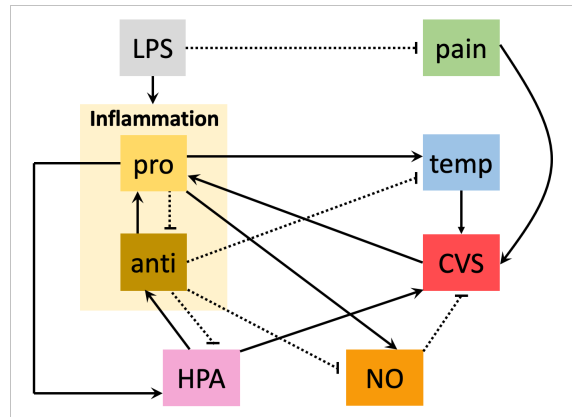 LPS
pain
Inflammation
pro
temp
anti
CVS
HPA
NO